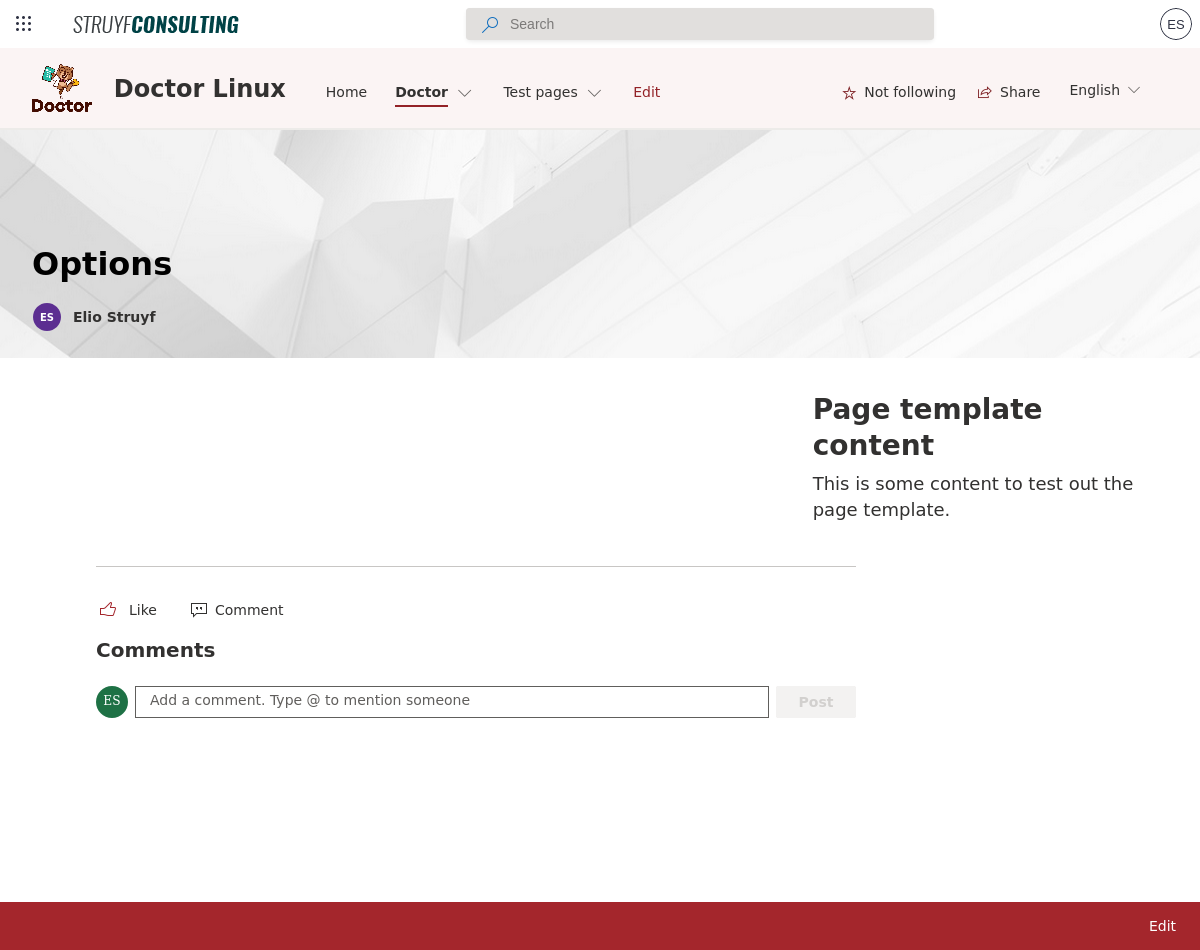 STRUYFCONSULTING
Search
ES
Doctor
Doctor Linux
Home
Doctor
Test pages
Edit
Not following
Share
English
Options
ES
Elio Struyf
Page template
content
This is some content to test out the
page template.
Like
Comment
Comments
ES
Add a comment. Type @ to mention someone
Post
Edit